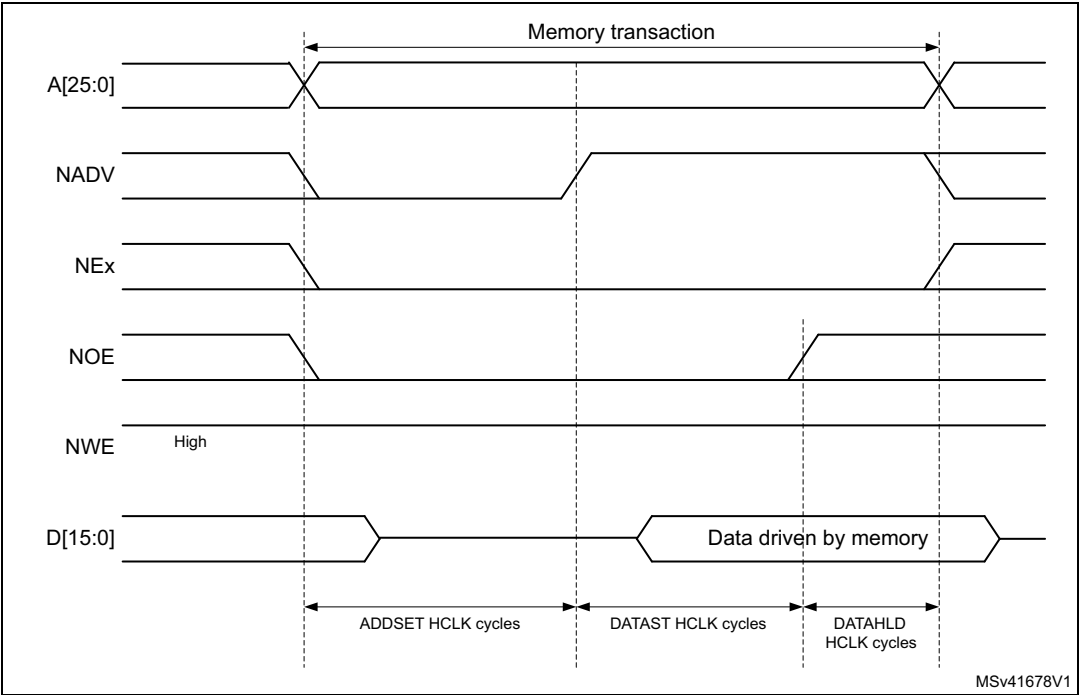 Memory transaction
A[25:0]
NADV
NEx
NOE
NWE
High
D[15:0]
Data driven by memory
ADDSET HCLK cycles
DATAST HCLK cycles
DATAHLD
HCLK cycles
MSv41678V1